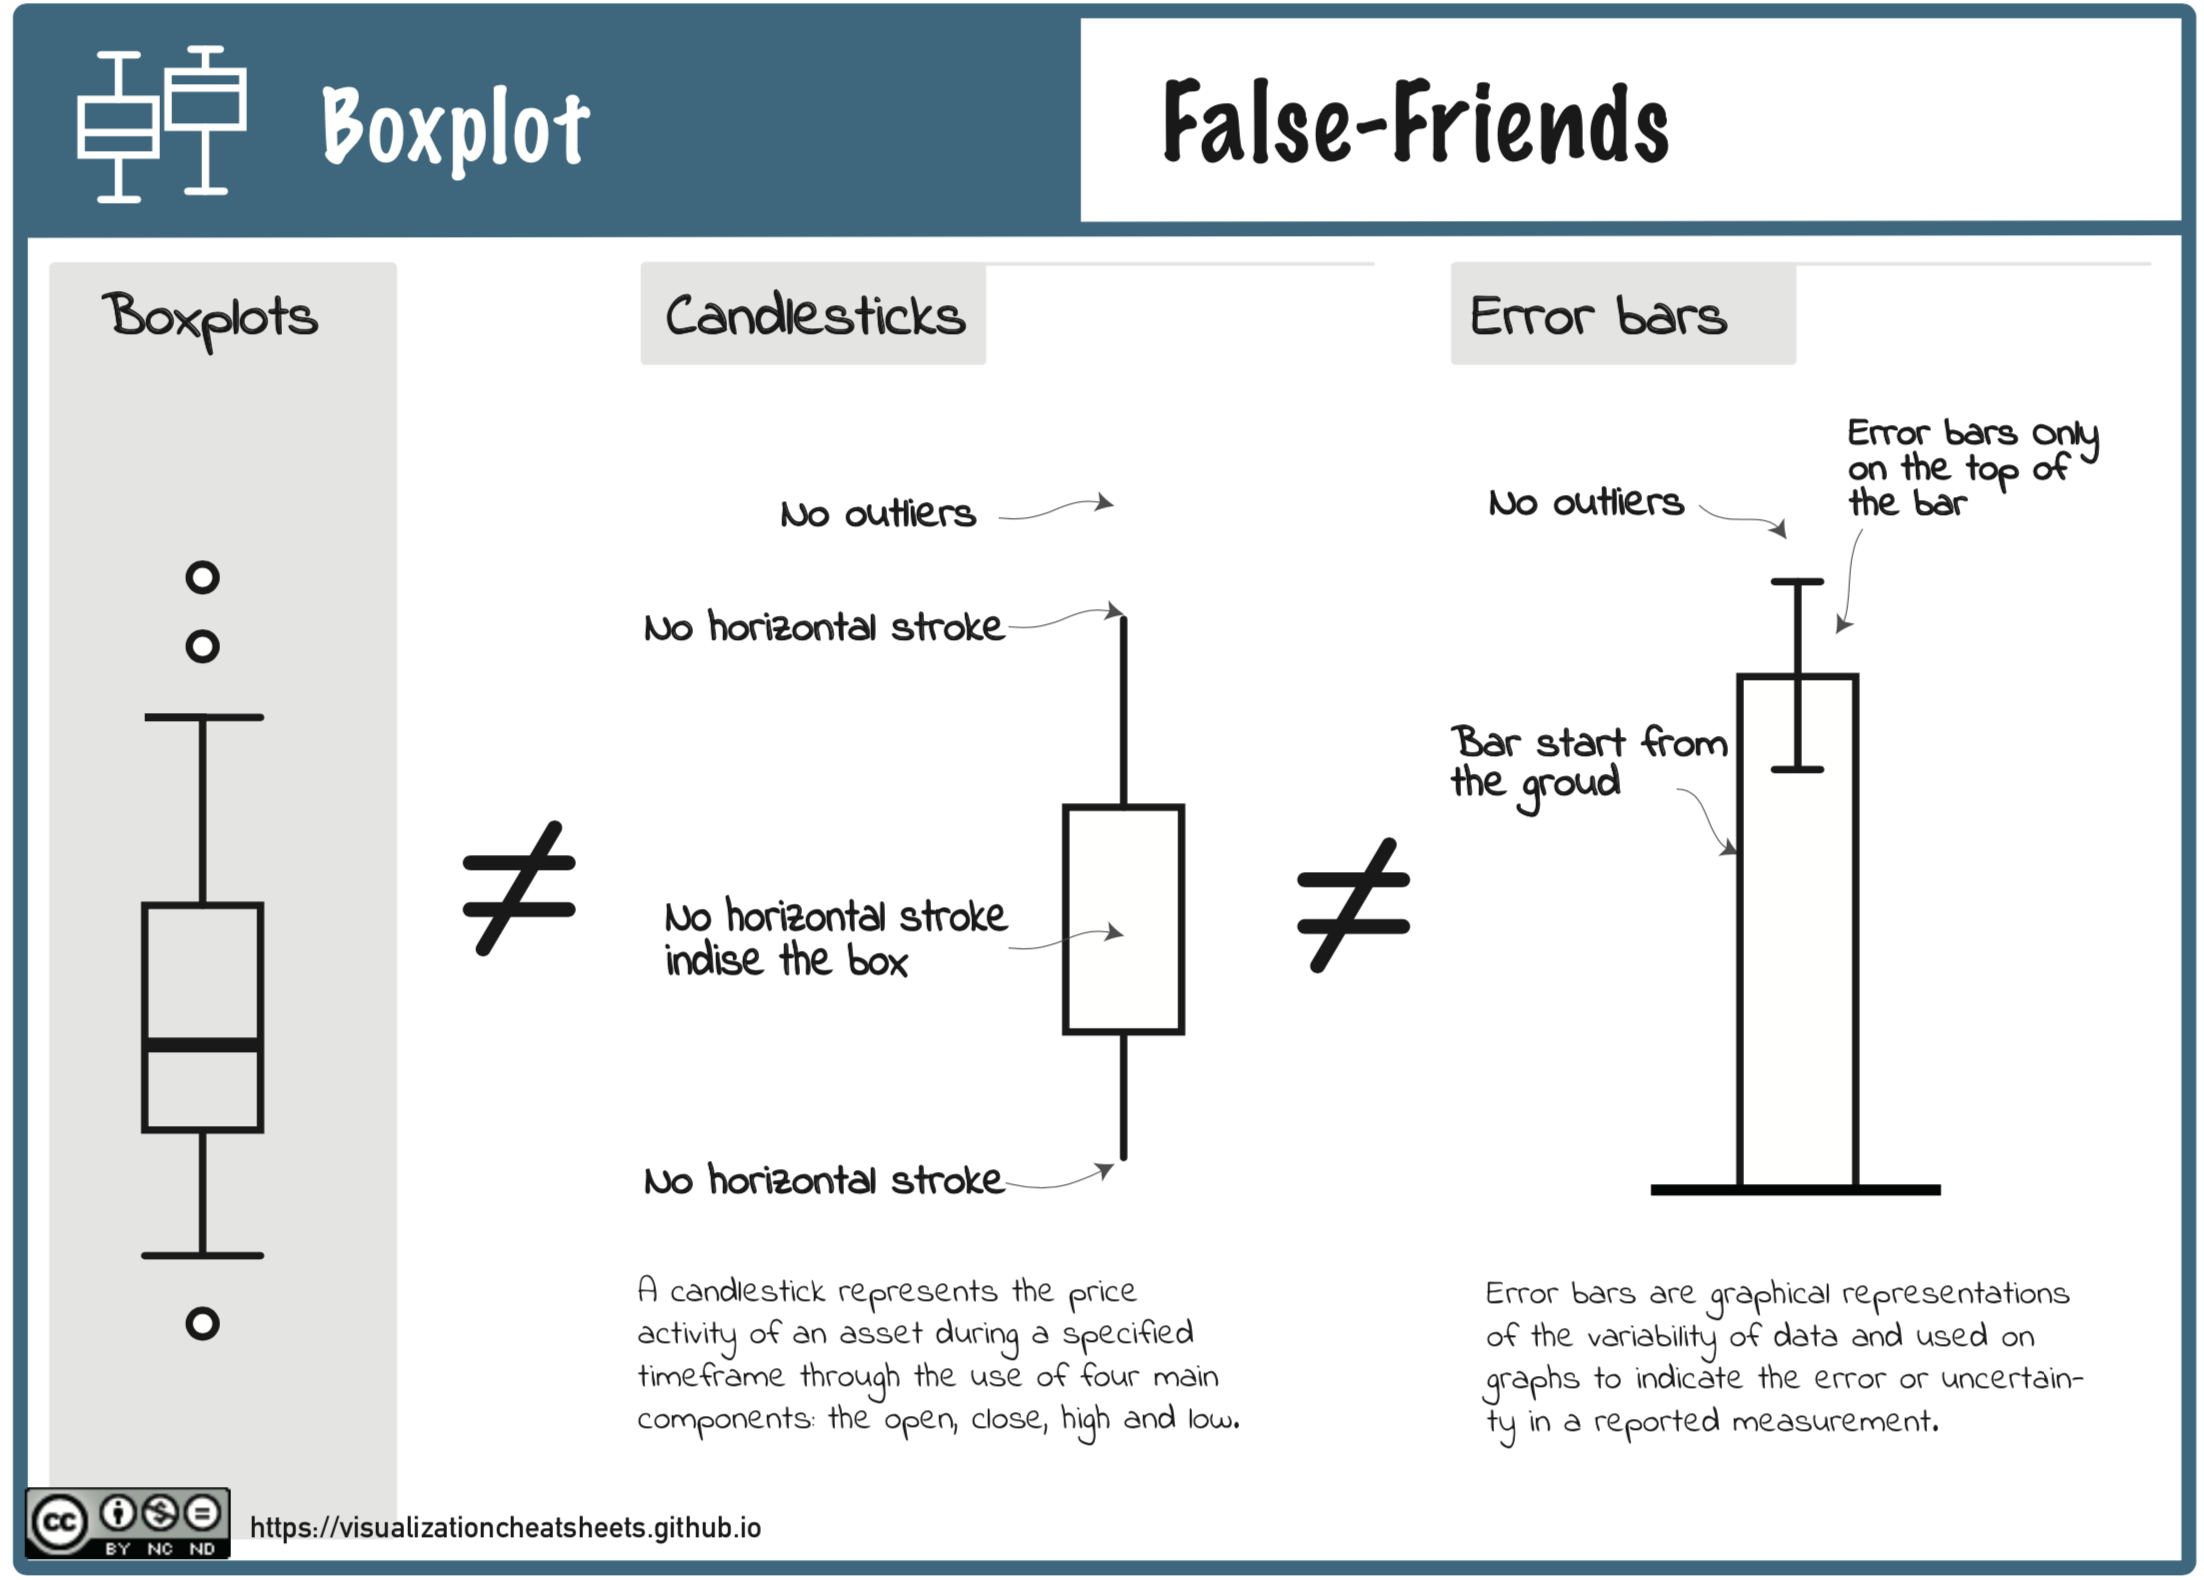 Boxplot
False-Friends
Boxplots
Candlesticks
No outliers
No horizontal stroke
No horizontal stroke
indise the box
No horizontal stroke
A candlestick represents the price
activity of an asset during a specified
timeframe through the use of four main
components: the open, close, high and low.
Error bars
Error bars only
on the top of
the bar
No outliers
Bar start from
the groud
Error bars are graphical representations
of the variability of data and used on
graphs to indicate the error or uncertain-
ty in a reported measurement.
cc
BY NC ND
https://visualizationcheatsheets.github.io